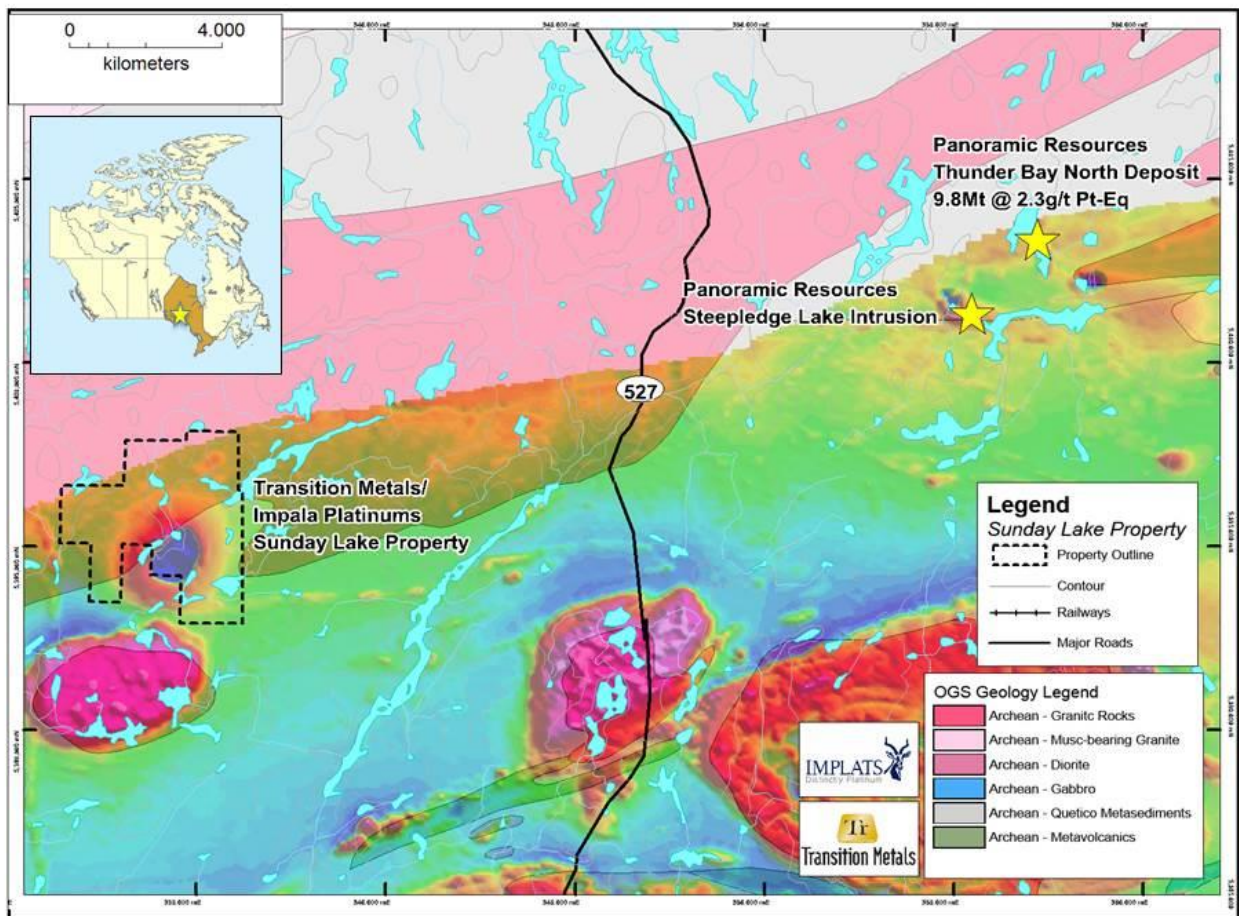 0 4.000
kilometers
Panoramic Resources
Thunder Bay North Deposit
9.8Mt @ 2.3g/t Pt-Eq
Panoramic Resources
Steepledge Lake Intrusion
527
Transition Metals/
Impala Platinums
Sunday Lake Property
Legend
Sunday Lake Property
Property Outline
Contour
Railways
Major Roads
OGS Geology Legend
Archean - Granitc Rocks
Archean - Musc-bearing Granite
Archean - Diorite
Archean - Gabbro
Archean - Quetico Metasediments
Archean - Metavolcanics
IMPLATS
Distinctly Platinum
Tr
Transition Metals